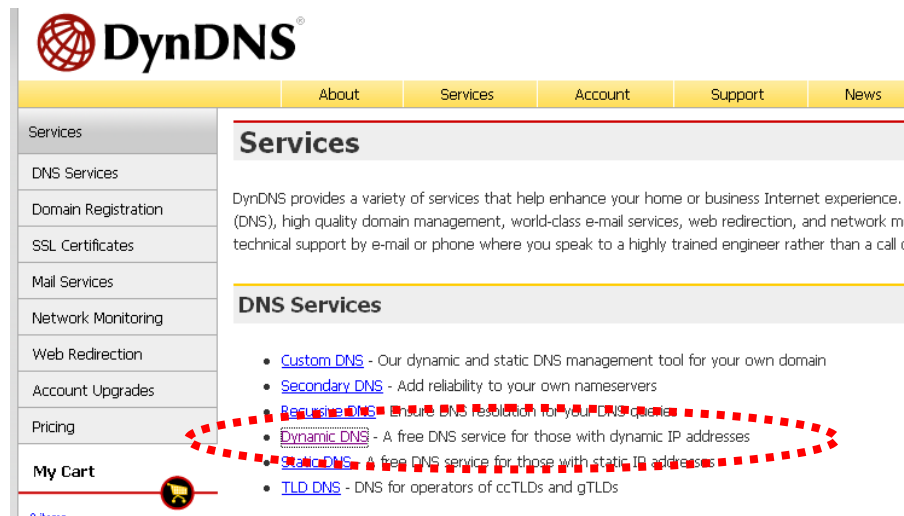 DynDNS®
About Services Account Support News
Services
DNS Services
Domain Registration
SSL Certificates
Mail Services
Network Monitoring
Web Redirection
Account Upgrades
Pricing
My Cart
Services
DynDNS provides a variety of services that help enhance your home or business Internet experience.
(DNS), high quality domain management, world-class e-mail services, web redirection, and network m
technical support by e-mail or phone where you speak to a highly trained engineer rather than a call
DNS Services
• Custom DNS - Our dynamic and static DNS management tool for your own domain
• Secondary DNS - Add reliability to your own nameservers
• Recursive DNS - Ensure DNS resolution for your DNS queries
• Dynamic DNS - A free DNS service for those with dynamic IP addresses
• Static DNS - A free DNS service for those with static IP addresses
• TLD DNS - DNS for operators of ccTLDs and gTLDs